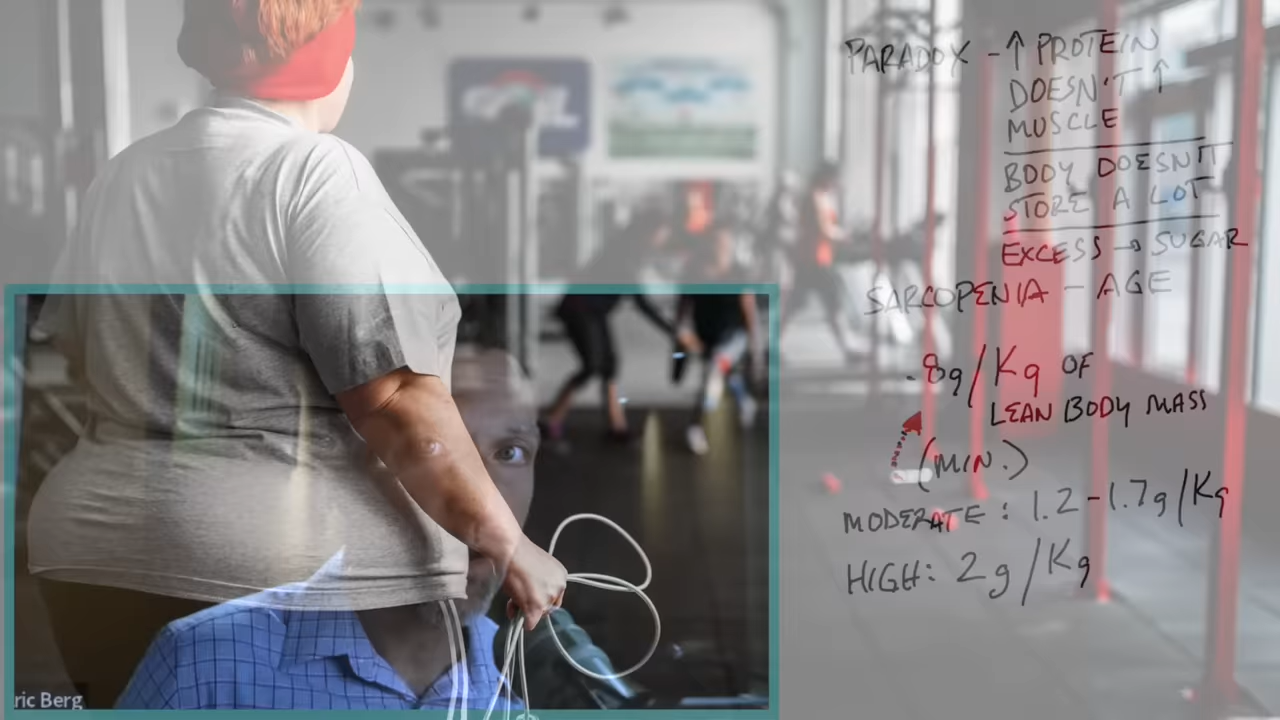 PARADOX - ↑ PROTEIN
DOESN'T ↑
MUSCLE
BODY DOESN'T
STORE A LOT
EXCESS → SUGAR
SARCOPENIA - AGE
.8g/Kg OF
LEAN BODY MASS
(MIN.)
MODERATE: 1.2-1.7g/Kg
HIGH: 2g/Kg
ric Berg